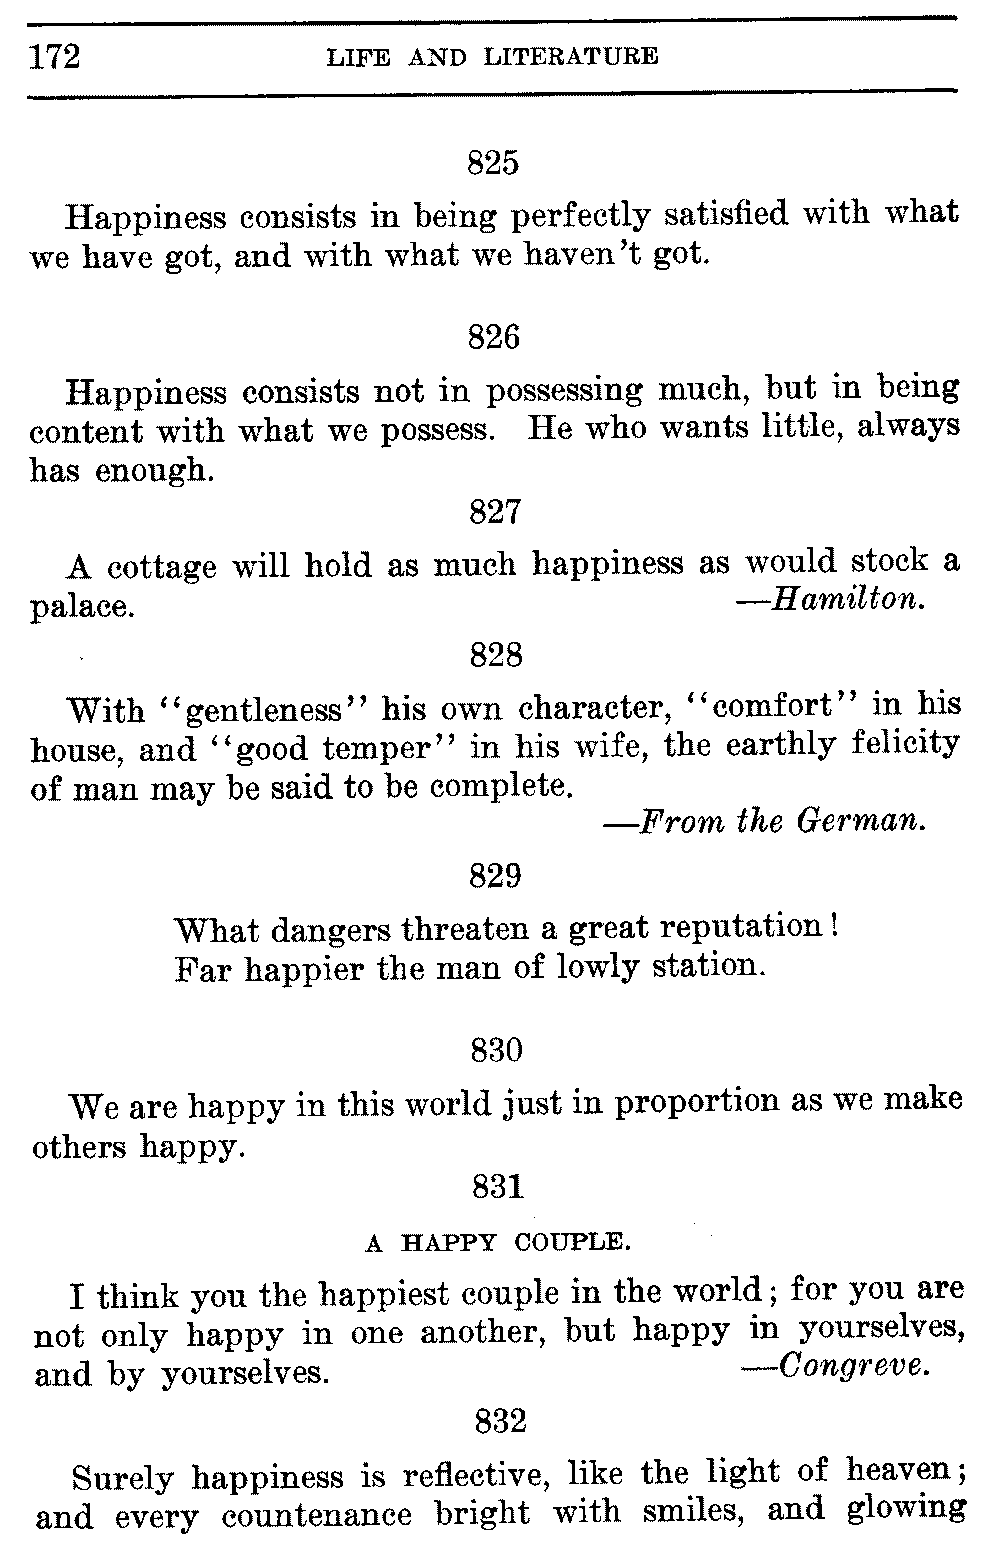 172 LIFE AND LITERATURE
825
Happiness consists in being perfectly satisfied with what
we have got, and with what we haven't got.
826
Happiness consists not in possessing much, but in being
content with what we possess. He who wants little, always
has enough.
827
A cottage will hold as much happiness as would stock a
palace. —Hamilton.
828
With "gentleness" his own character, "comfort" in his
house, and "good temper" in his wife, the earthly felicity
of man may be said to be complete.
—From the German.
829
What dangers threaten a great reputation!
Far happier the man of lowly station.
830
We are happy in this world just in proportion as we make
others happy.
831
A HAPPY COUPLE.
I think you the happiest couple in the world; for you are
not only happy in one another, but happy in yourselves,
and by yourselves. —Congreve.
832
Surely happiness is reflective, like the light of heaven;
and every countenance bright with smiles, and glowing